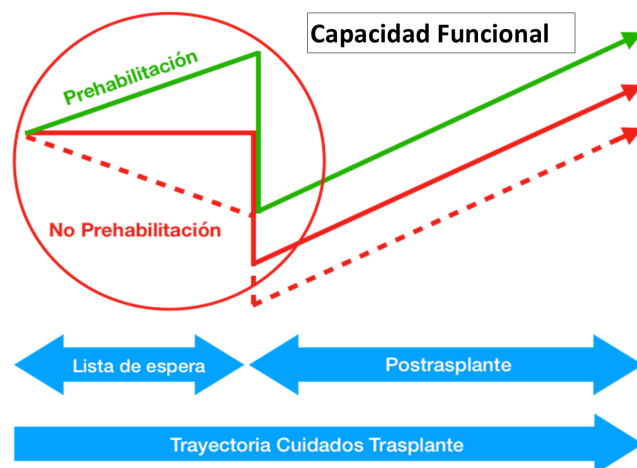 Capacidad Funcional
Prehabilitación
No Prehabilitación
Lista de espera
Postrasplante
Trayectoria Cuidados Trasplante